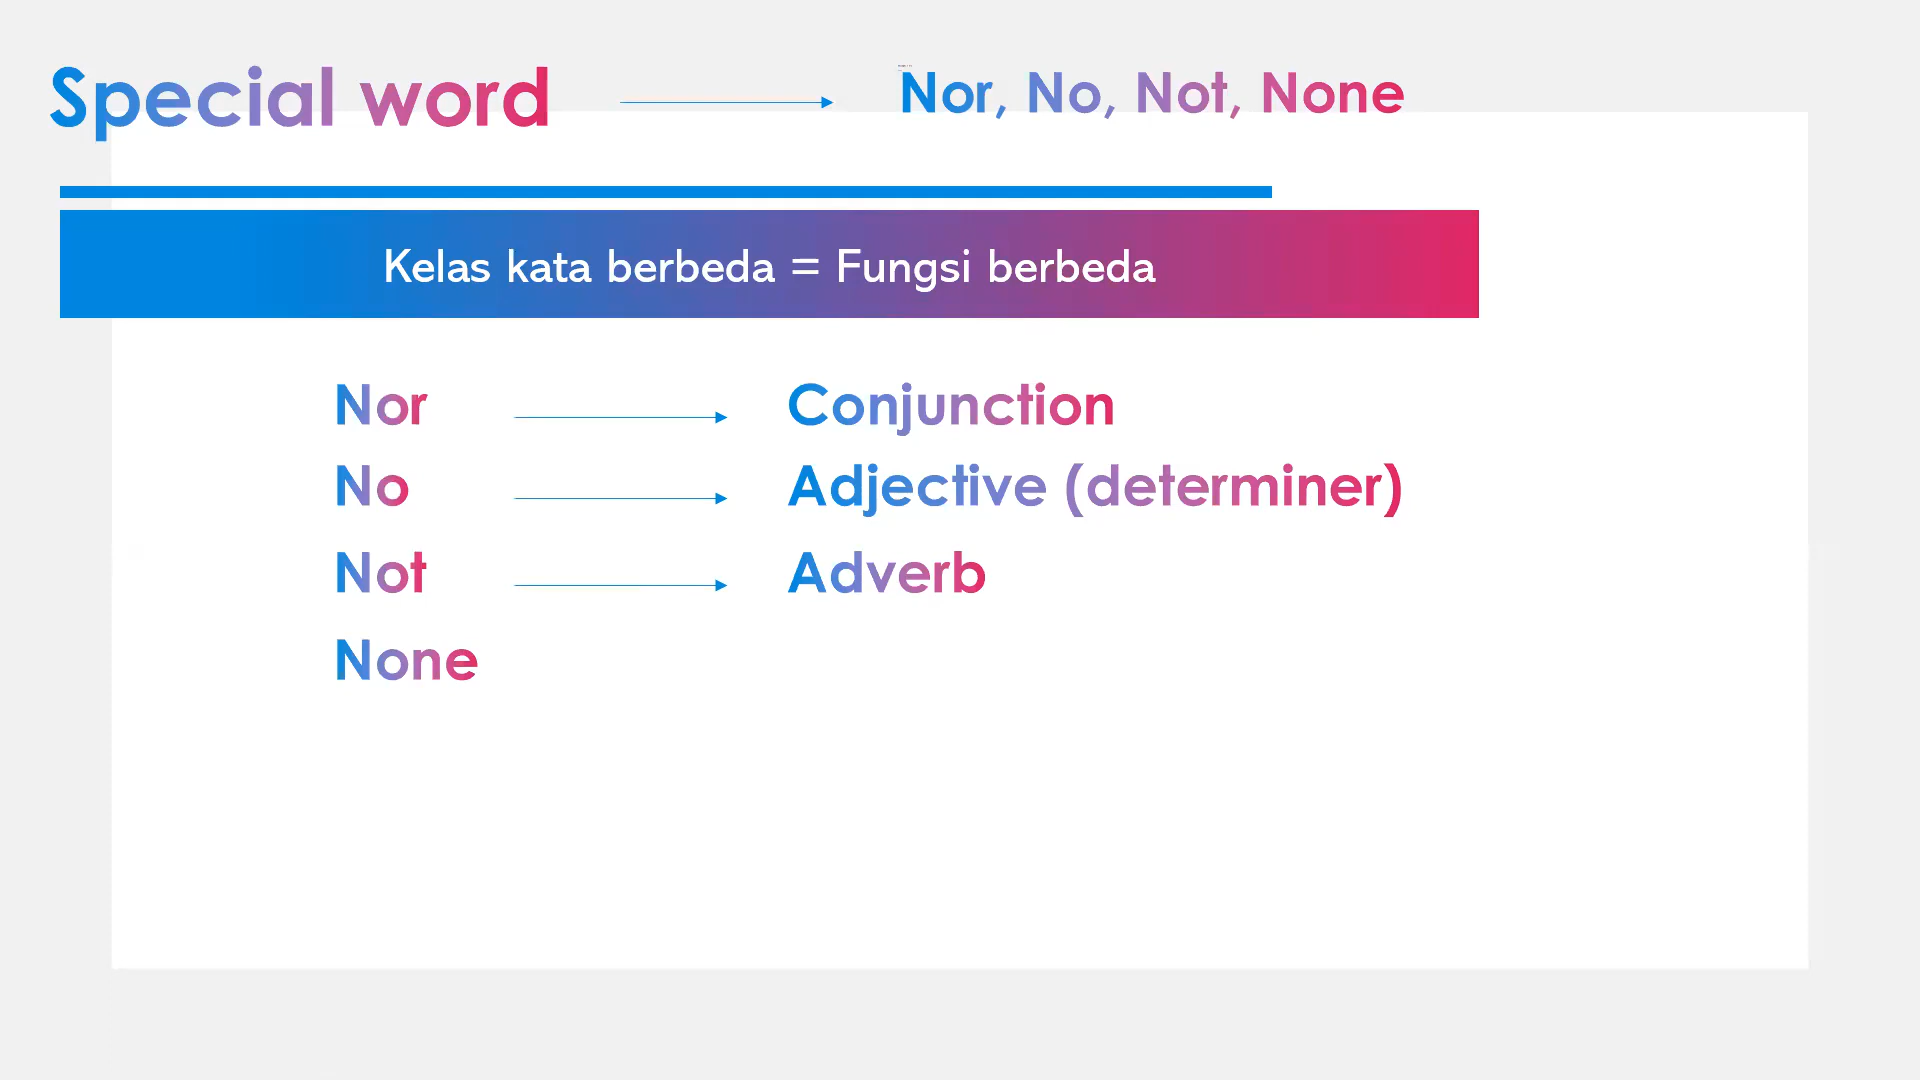 Special word
Nor, No, Not, None
Kelas kata berbeda = Fungsi berbeda
Nor
Conjunction
No
Adjective (determiner)
Not
Adverb
None